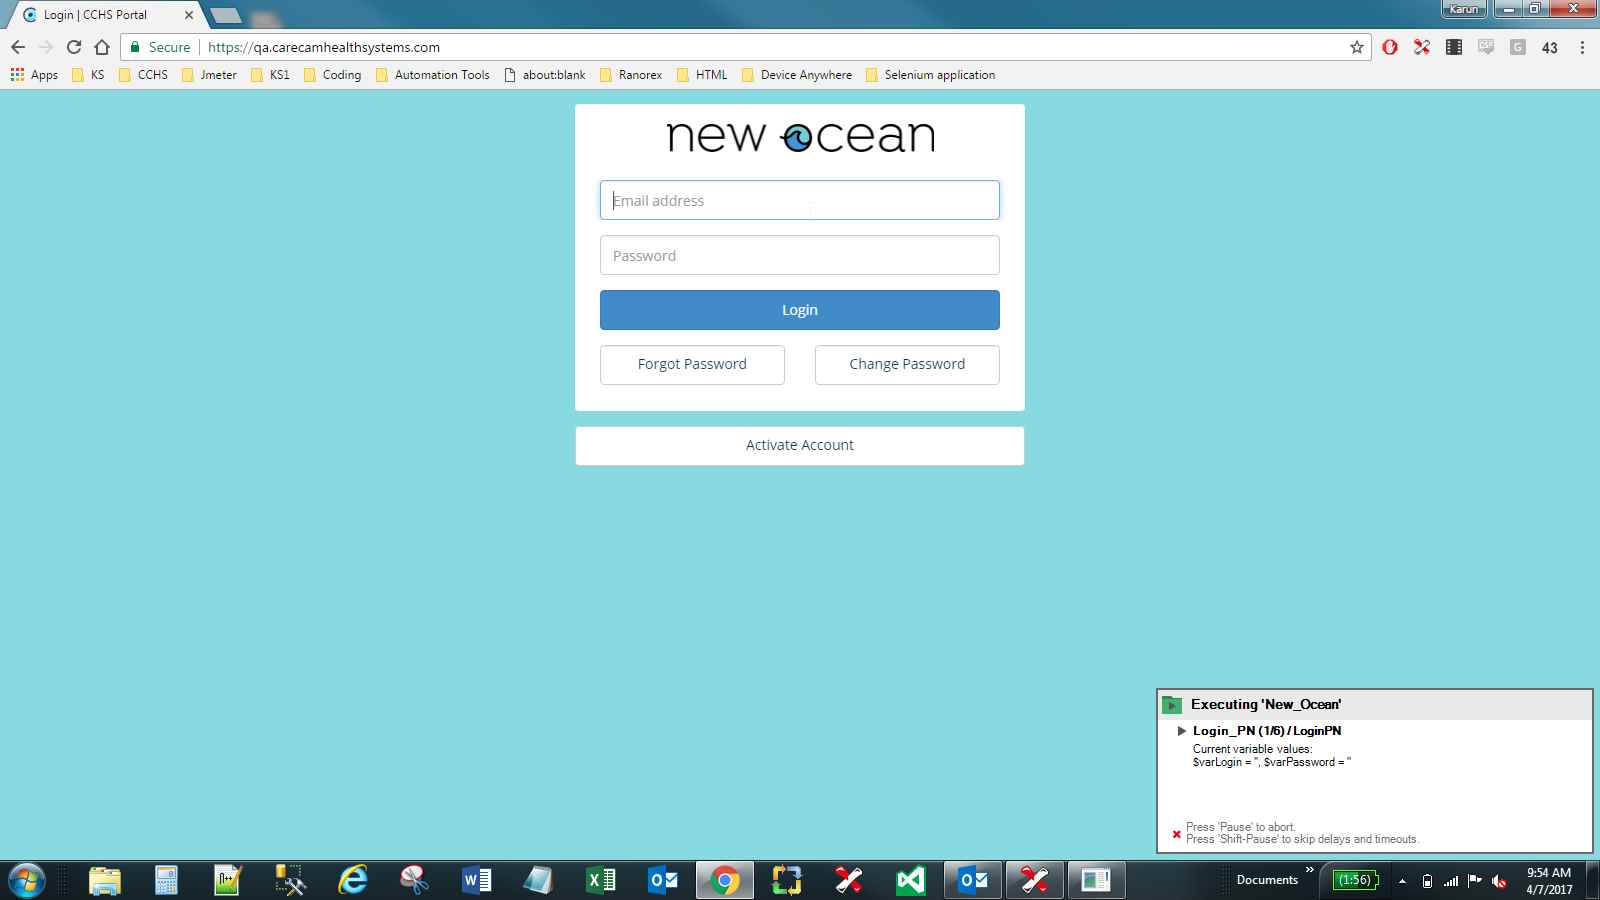 Login | CCHS Portal
Karun
Secure
https://qa.carecamhealthsystems.com
43
Apps
KS
CCHS
Jmeter
KS1
Coding
Automation Tools
about:blank
Ranorex
HTML
Device Anywhere
Selenium application
new ocean
Email address
Password
Login
Forgot Password
Change Password
Activate Account
Executing 'New_Ocean'
Login_PN (1/6) / LoginPN
Current variable values:
$varLogin = '', $varPassword = ''
Press 'Pause' to abort.
Press 'Shift-Pause' to skip delays and timeouts.
Documents
(1:56)
9:54 AM
4/7/2017